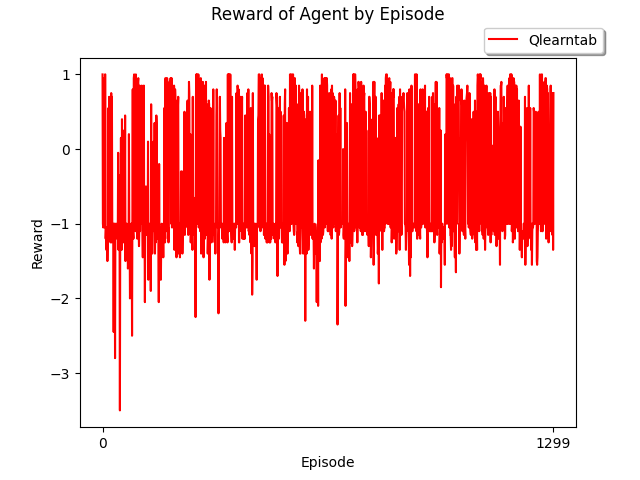 Reward of Agent by Episode
Qlearntab
1
0
−1
−2
−3
Reward
0
1299
Episode